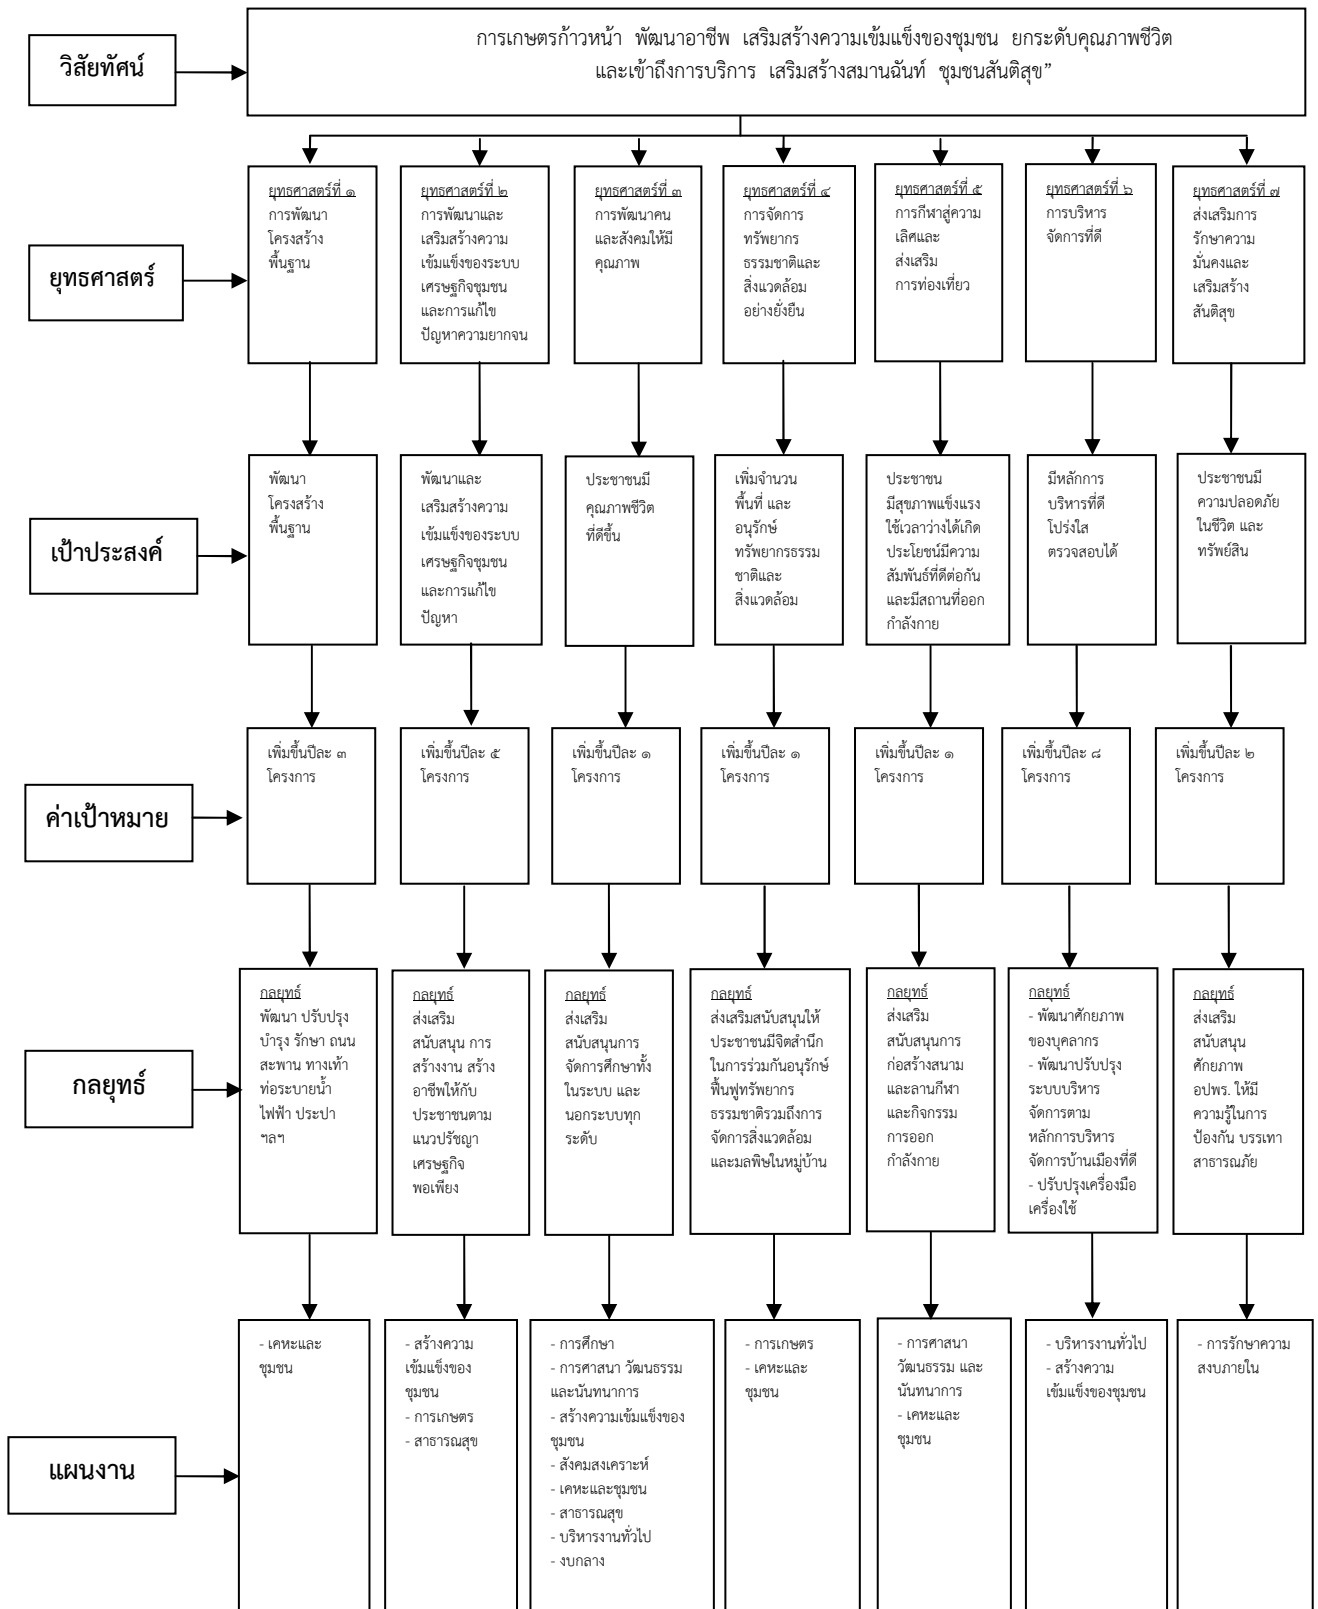 วิสัยทัศน์
การเกษตรก้าวหน้า พัฒนาอาชีพ เสริมสร้างความเข้มแข็งของชุมชน ยกระดับคุณภาพชีวิต
และเข้าถึงการบริการ เสริมสร้างสมานฉันท์ ชุมชนสันติสุข”
ยุทธศาสตร์
ยุทธศาสตร์ที่ ๑
การพัฒนา
โครงสร้าง
พื้นฐาน
ยุทธศาสตร์ที่ ๒
การพัฒนาและ
เสริมสร้างความ
เข้มแข็งของระบบ
เศรษฐกิจชุมชน
และการแก้ไข
ปัญหาความยากจน
ยุทธศาสตร์ที่ ๓
การพัฒนาคน
และสังคมให้มี
คุณภาพ
ยุทธศาสตร์ที่ ๔
การจัดการ
ทรัพยากร
ธรรมชาติและ
สิ่งแวดล้อม
อย่างยั่งยืน
ยุทธศาสตร์ที่ ๕
การกีฬาสู่ความ
เลิศและ
ส่งเสริม
การท่องเที่ยว
ยุทธศาสตร์ที่ ๖
การบริหาร
จัดการที่ดี
ยุทธศาสตร์ที่ ๗
ส่งเสริมการ
รักษาความ
มั่นคงและ
เสริมสร้าง
สันติสุข
เป้าประสงค์
พัฒนา
โครงสร้าง
พื้นฐาน
พัฒนาและ
เสริมสร้างความ
เข้มแข็งของระบบ
เศรษฐกิจชุมชน
และการแก้ไข
ปัญหา
ประชาชนมี
คุณภาพชีวิต
ที่ดีขึ้น
เพิ่มจำนวน
พื้นที่ และ
อนุรักษ์
ทรัพยากรธรรม
ชาติและ
สิ่งแวดล้อม
ประชาชน
มีสุขภาพแข็งแรง
ใช้เวลาว่างได้เกิด
ประโยชน์มีความ
สัมพันธ์ที่ดีต่อกัน
และมีสถานที่ออก
กำลังกาย
มีหลักการ
บริหารที่ดี
โปร่งใส
ตรวจสอบได้
ประชาชนมี
ความปลอดภัย
ในชีวิต และ
ทรัพย์สิน
ค่าเป้าหมาย
เพิ่มขึ้นปีละ ๓
โครงการ
เพิ่มขึ้นปีละ ๕
โครงการ
เพิ่มขึ้นปีละ ๑
โครงการ
เพิ่มขึ้นปีละ ๑
โครงการ
เพิ่มขึ้นปีละ ๑
โครงการ
เพิ่มขึ้นปีละ ๘
โครงการ
เพิ่มขึ้นปีละ ๒
โครงการ
กลยุทธ์
กลยุทธ์
พัฒนา ปรับปรุง
บำรุง รักษา ถนน
สะพาน ทางเท้า
ท่อระบายน้ำ
ไฟฟ้า ประปา
ฯลฯ
กลยุทธ์
ส่งเสริม
สนับสนุน การ
สร้างงาน สร้าง
อาชีพให้กับ
ประชาชนตาม
แนวปรัชญา
เศรษฐกิจ
พอเพียง
กลยุทธ์
ส่งเสริม
สนับสนุนการ
จัดการศึกษาทั้ง
ในระบบ และ
นอกระบบทุก
ระดับ
กลยุทธ์
ส่งเสริมสนับสนุนให้
ประชาชนมีจิตสำนึก
ในการร่วมกันอนุรักษ์
ฟื้นฟูทรัพยากร
ธรรมชาติรวมถึงการ
จัดการสิ่งแวดล้อม
และมลพิษในหมู่บ้าน
กลยุทธ์
ส่งเสริม
สนับสนุนการ
ก่อสร้างสนาม
และลานกีฬา
และกิจกรรม
การออก
กำลังกาย
กลยุทธ์
- พัฒนาศักยภาพ
ของบุคลากร
- พัฒนาปรับปรุง
ระบบบริหาร
จัดการตาม
หลักการบริหาร
จัดการบ้านเมืองที่ดี
- ปรับปรุงเครื่องมือ
เครื่องใช้
กลยุทธ์
ส่งเสริม
สนับสนุน
ศักยภาพ
อปพร. ให้มี
ความรู้ในการ
ป้องกัน บรรเทา
สาธารณภัย
แผนงาน
- เคหะและ
ชุมชน
- สร้างความ
เข้มแข็งของ
ชุมชน
- การเกษตร
- สาธารณสุข
- การศึกษา
- การศาสนา วัฒนธรรม
และนันทนาการ
- สร้างความเข้มแข็งของ
ชุมชน
- สังคมสงเคราะห์
- เคหะและชุมชน
- สาธารณสุข
- บริหารงานทั่วไป
- งบกลาง
- การเกษตร
- เคหะและ
ชุมชน
- การศาสนา
วัฒนธรรม และ
นันทนาการ
- เคหะและ
ชุมชน
- บริหารงานทั่วไป
- สร้างความ
เข้มแข็งของชุมชน
- การรักษาความ
สงบภายใน